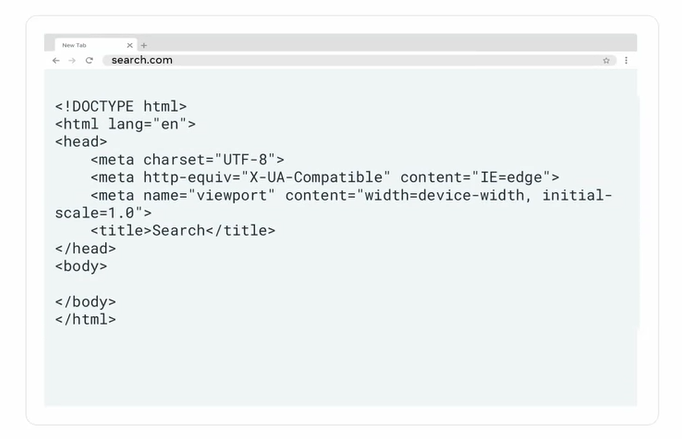 New Tab
search.com
<!DOCTYPE html>
<html lang="en">
<head>
    <meta charset="UTF-8">
    <meta http-equiv="X-UA-Compatible" content="IE=edge">
    <meta name="viewport" content="width=device-width, initial-
scale=1.0">
    <title>Search</title>
</head>
<body>

</body>
</html>